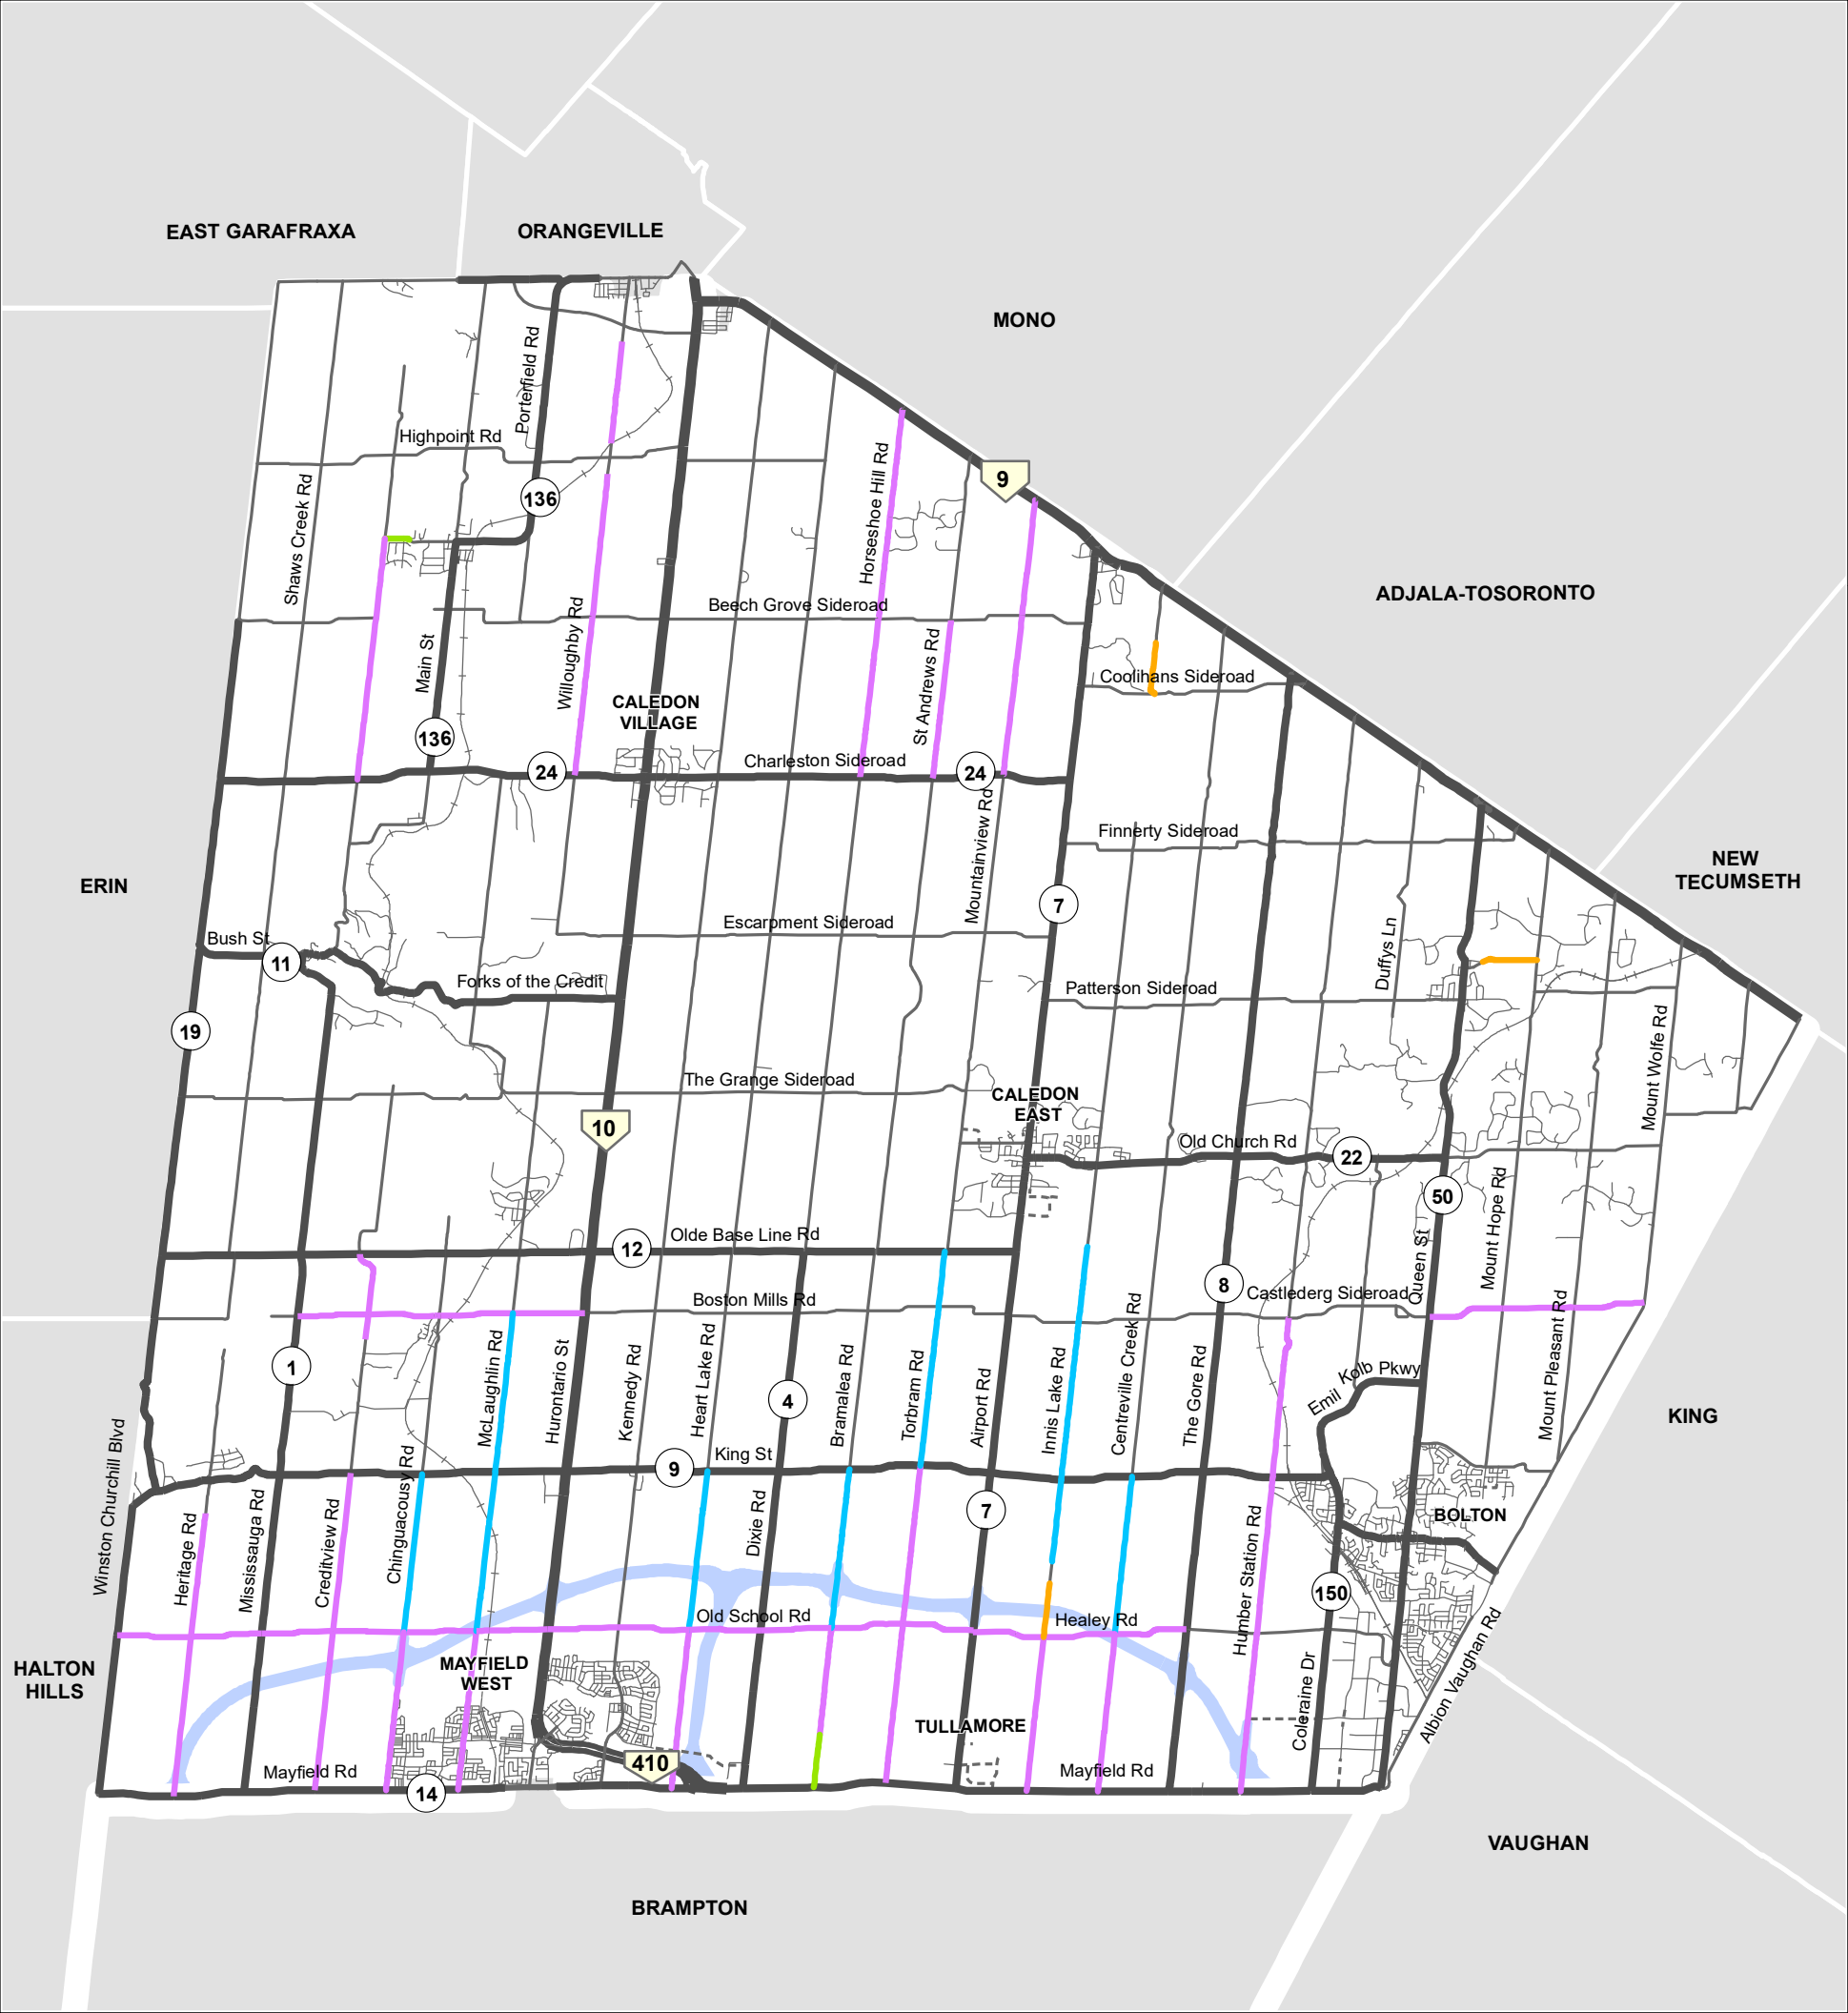 EAST GARAFRAXA
ORANGEVILLE
MONO
Porterfield Rd
Highpoint Rd
Horseshoe Hill Rd
9
136
Shaws Creek Rd
ADJALA-TOSORONTO
Beech Grove Sideroad
Willoughby Rd
Main St
St Andrews Rd
Coolihans Sideroad
CALEDON
VILLAGE
136
Charleston Sideroad
24
24
Mountainview Rd
Finnerty Sideroad
NEW
TECUMSETH
ERIN
7
Escarpment Sideroad
Duffys Ln
Bush St
11
Forks of the Credit
Patterson Sideroad
19
Mount Wolfe Rd
The Grange Sideroad
CALEDON
EAST
10
Old Church Rd
22
50
Mount Hope Rd
Olde Base Line Rd
12
Queen St
8
Castlederg Sideroad
Boston Mills Rd
Mount Pleasant Rd
1
McLaughlin Rd
Hurontario St
Kennedy Rd
Heart Lake Rd
4
Bramalea Rd
Torbram Rd
Airport Rd
Innis Lake Rd
Centreville Creek Rd
The Gore Rd
Emil Kolb Pkwy
KING
King St
9
Winston Churchill Blvd
Heritage Rd
Mississauga Rd
Creditview Rd
Chinguacousy Rd
Dixie Rd
7
Humber Station Rd
BOLTON
150
Old School Rd
Healey Rd
HALTON
HILLS
MAYFIELD
WEST
Coleraine Dr
Albion Vaughan Rd
TULLAMORE
410
Mayfield Rd
14
Mayfield Rd
VAUGHAN
BRAMPTON